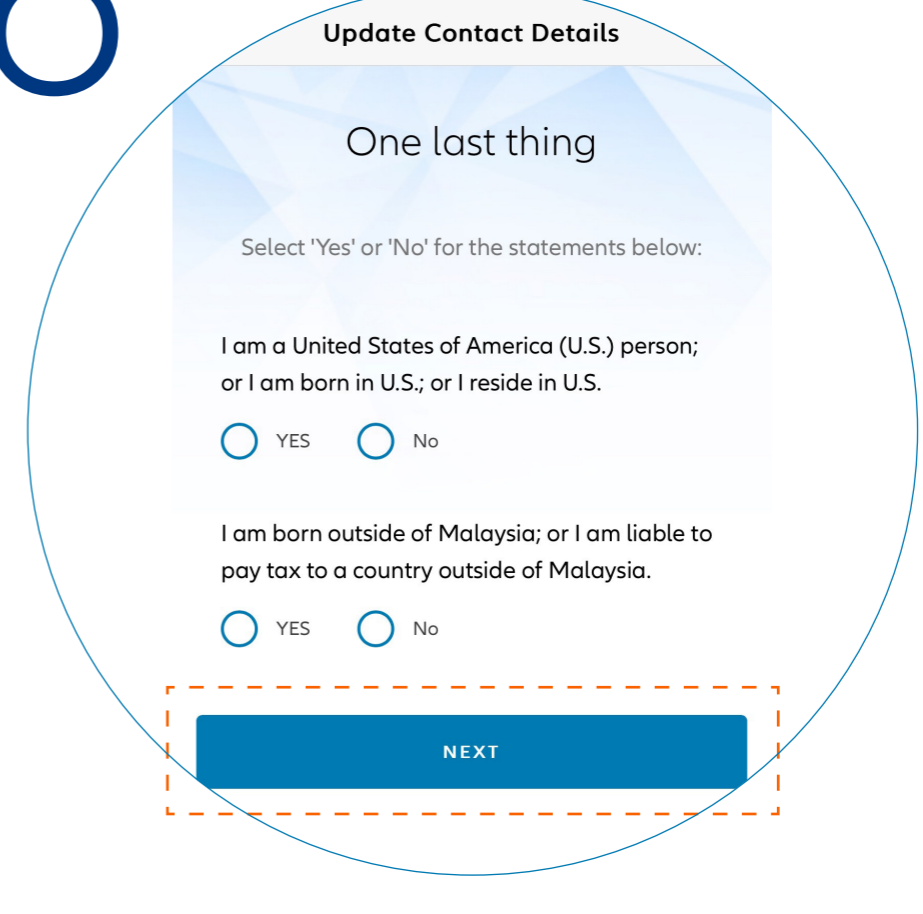 Update Contact Details
One last thing
Select 'Yes' or 'No' for the statements below:
I am a United States of America (U.S.) person;
or I am born in U.S.; or I reside in U.S.
YES No
I am born outside of Malaysia; or I am liable to
pay tax to a country outside of Malaysia.
YES No
NEXT